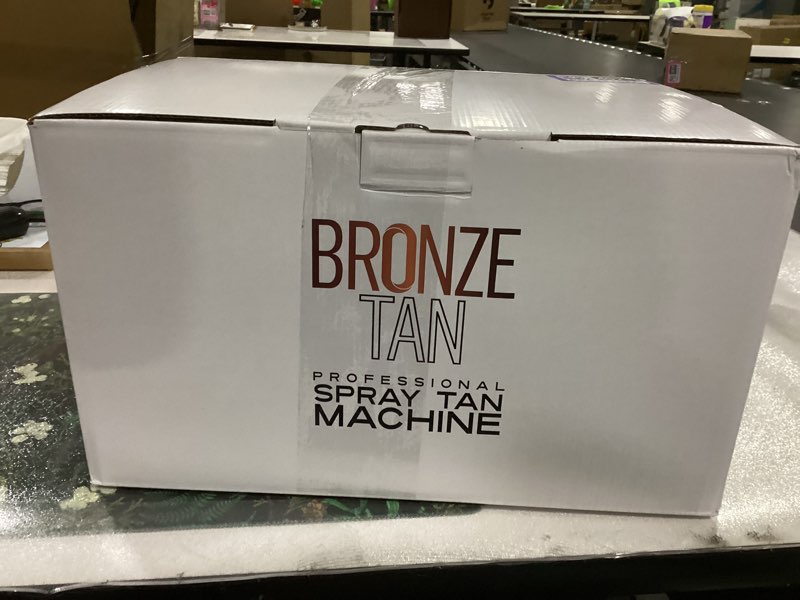 BRONZE
TAN
PROFESSIONAL
SPRAY TAN
MACHINE